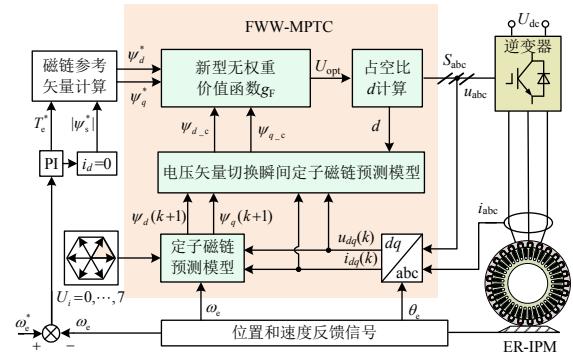 FWW-MPTC
U_dc
磁链参考
矢量计算
ψ_d^*
ψ_q^*
新型无权重
价值函数g_F
U_opt
占空比
d计算
S_abc
u_abc
逆变器
T_e^*
|ψ_s^*|
ψ_{d_c}
ψ_{q_c}
d
PI
i_d=0
电压矢量切换瞬间定子磁链预测模型
i_abc
ψ_d(k+1)
ψ_q(k+1)
定子磁链
预测模型
u_dq(k)
i_dq(k)
dq
abc
U_i=0,⋯,7
ω_e^*
+
−
ω_e
ω_e
θ_e
位置和速度反馈信号
ER-IPM